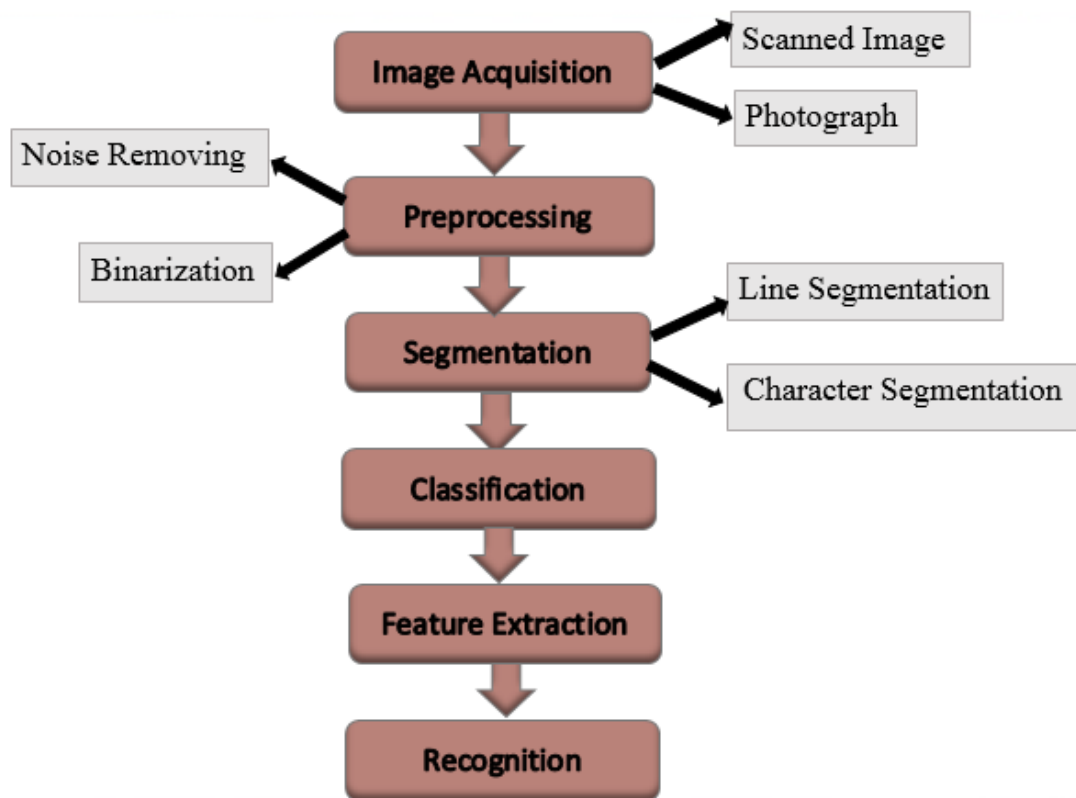 Image Acquisition
Scanned Image
Photograph
Noise Removing
Preprocessing
Binarization
Line Segmentation
Segmentation
Character Segmentation
Classification
Feature Extraction
Recognition